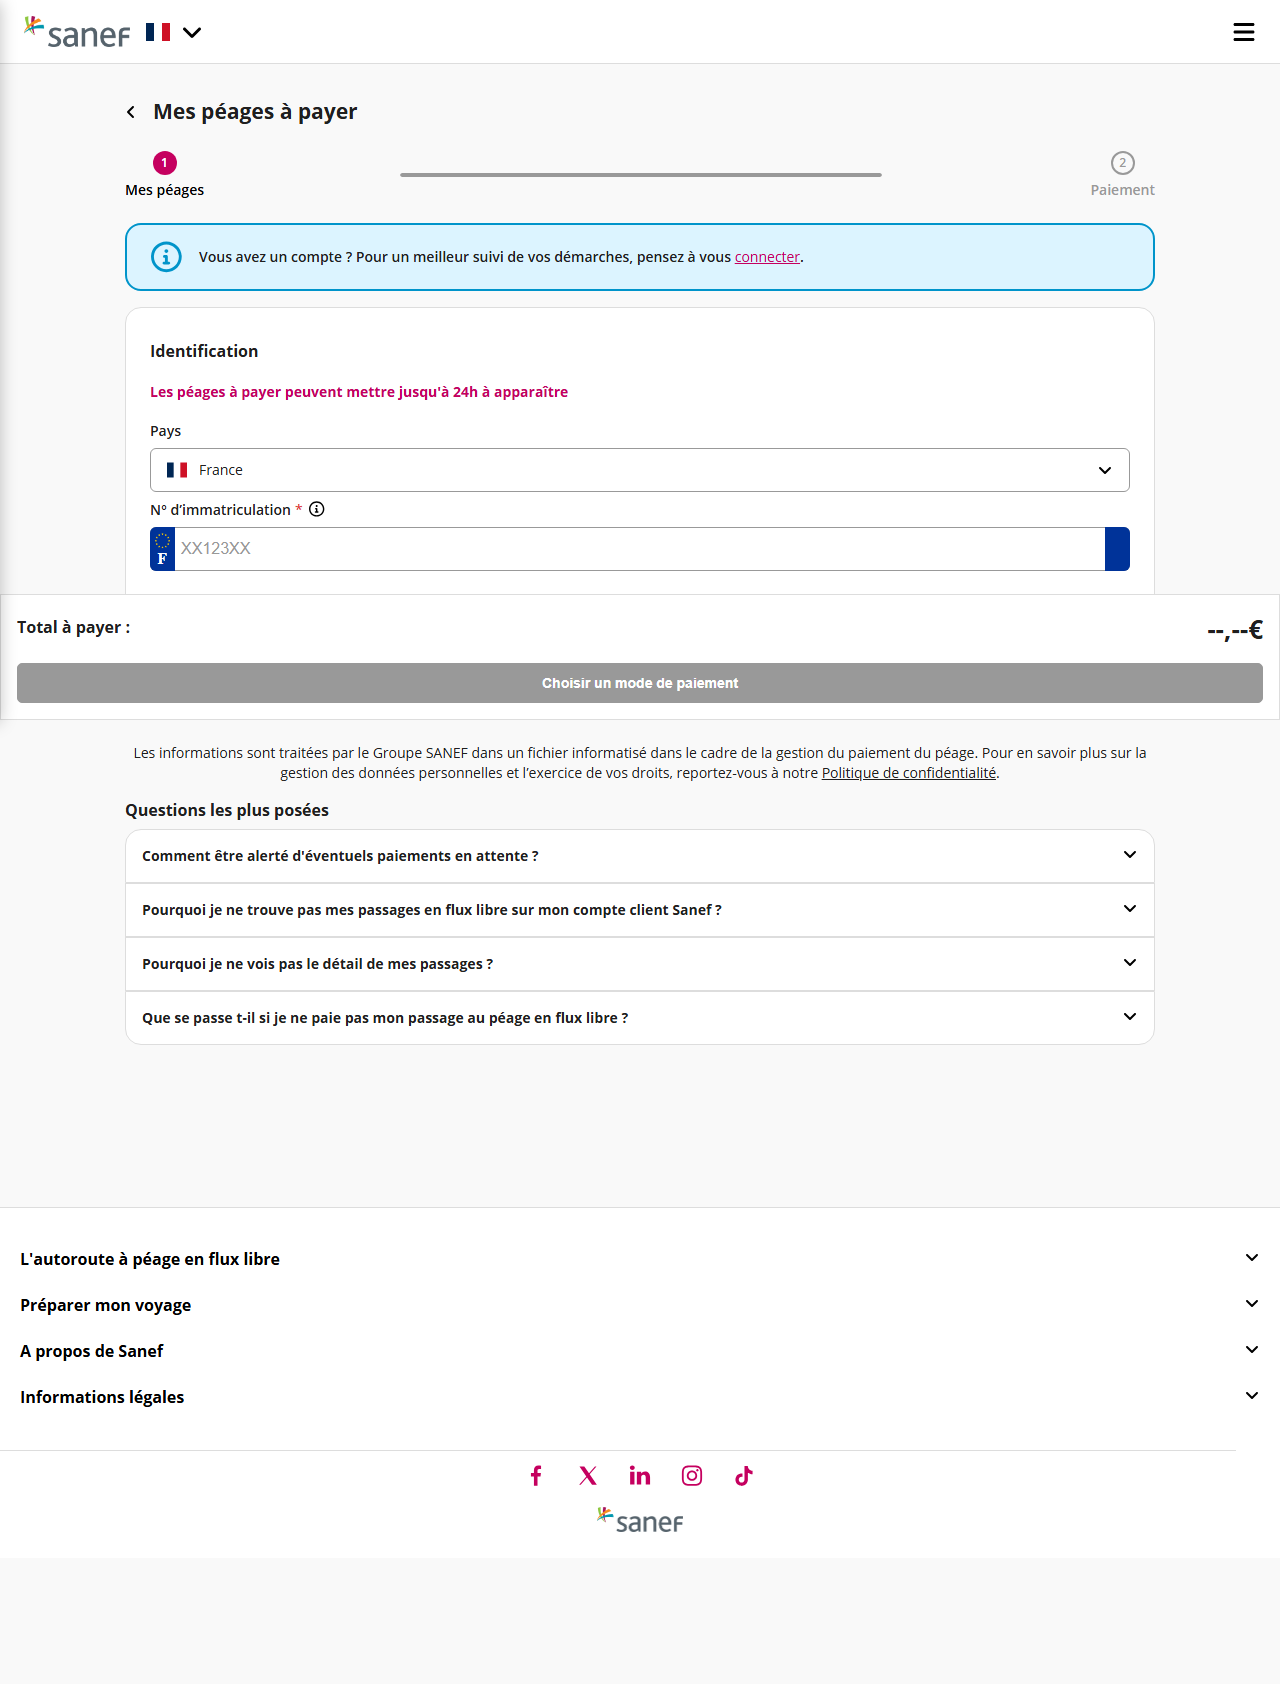 sanef
Mes péages à payer
1
2
Mes péages
Paiement
Vous avez un compte ? Pour un meilleur suivi de vos démarches, pensez à vous connecter.
Identification
Les péages à payer peuvent mettre jusqu'à 24h à apparaître
Pays
France
N° d’immatriculation *
F
XX123XX
Total à payer :
--,--€
Choisir un mode de paiement
Les informations sont traitées par le Groupe SANEF dans un fichier informatisé dans le cadre de la gestion du paiement du péage. Pour en savoir plus sur la
gestion des données personnelles et l’exercice de vos droits, reportez-vous à notre Politique de confidentialité.
Questions les plus posées
Comment être alerté d'éventuels paiements en attente ?
Pourquoi je ne trouve pas mes passages en flux libre sur mon compte client Sanef ?
Pourquoi je ne vois pas le détail de mes passages ?
Que se passe t-il si je ne paie pas mon passage au péage en flux libre ?
L'autoroute à péage en flux libre
Préparer mon voyage
A propos de Sanef
Informations légales
sanef